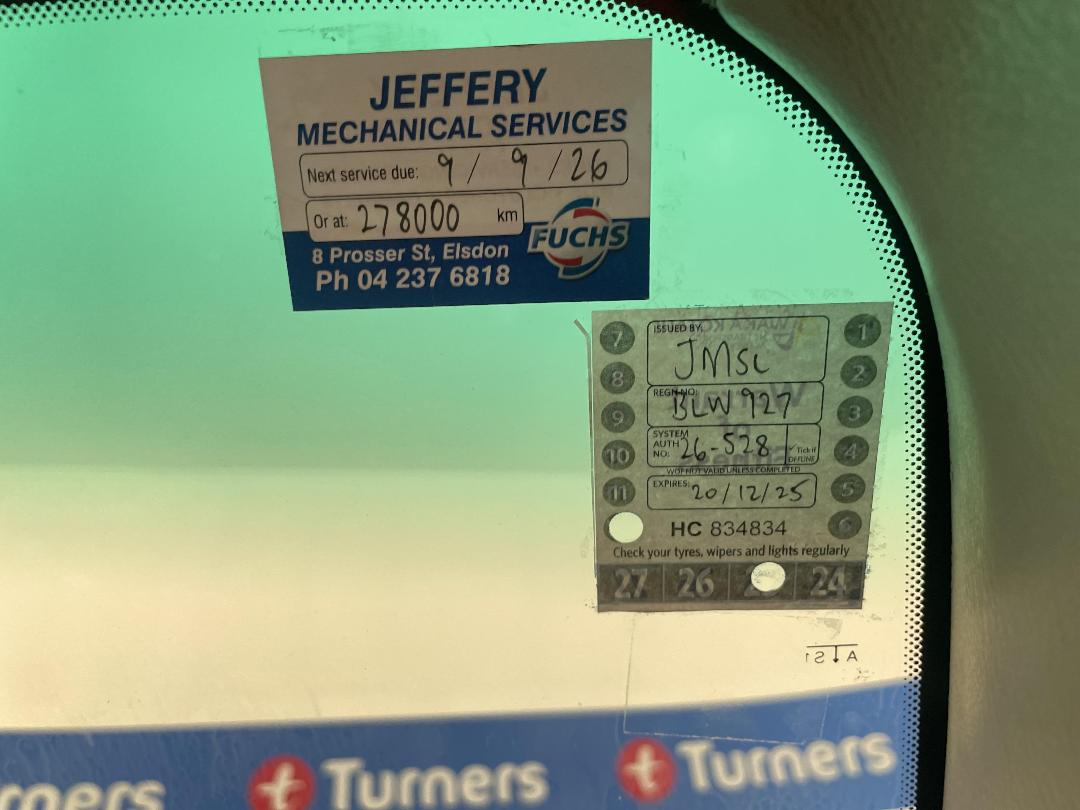 JEFFERY
MECHANICAL SERVICES
Next service due: 9 / 9 / 26
Or at: 278000 km
8 Prosser St, Elsdon
Ph 04 237 6818
FUCHS
ISSUED BY:
JMSL
REGN NO:
BLW 927
SYSTEM AUTH NO: 26-528
Tick if OFFLINE
WOF NOT VALID UNLESS COMPLETED
EXPIRES: 20/12/25
HC 834834
Check your tyres, wipers and lights regularly
7
8
9
10
11
1
2
3
4
5
6
27 26 24
Turners
Turners